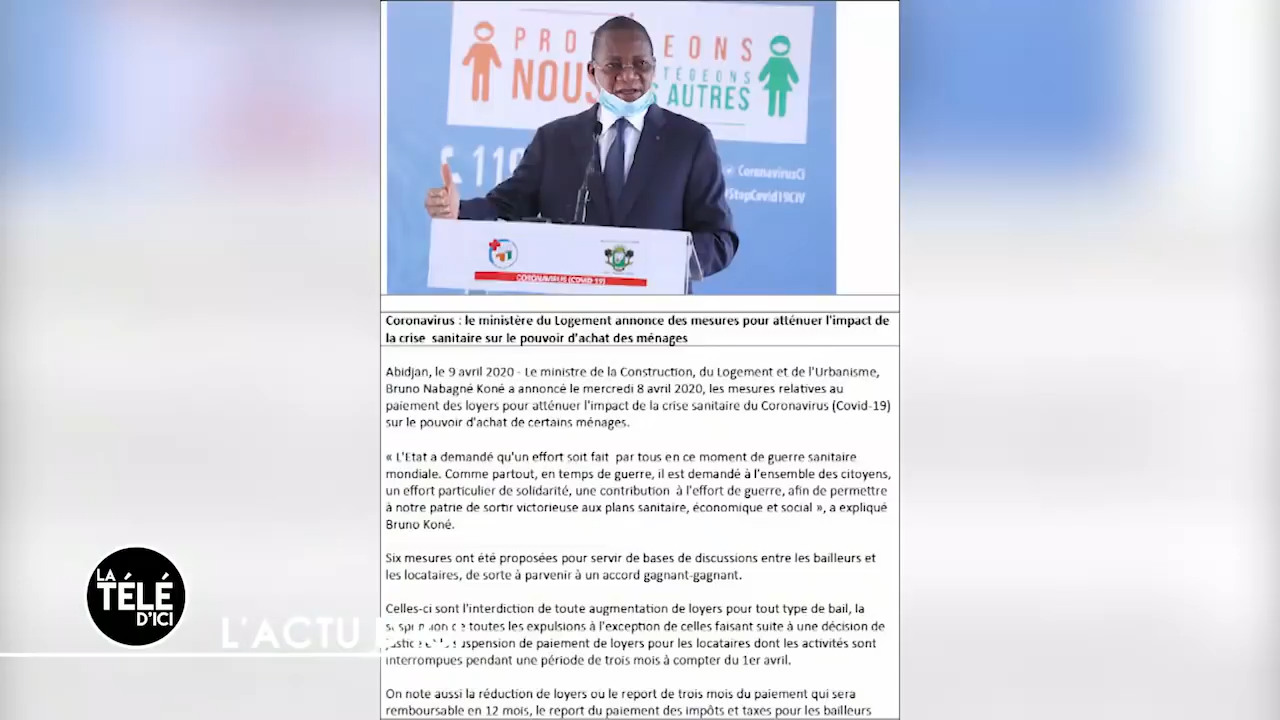 PRO EONS
NOUS TÉGEONS
S AUTRES
119
CoronavirusCI
#StopCovid19CIV
CORONAVIRUS (COVID 19)
Coronavirus : le ministère du Logement annonce des mesures pour atténuer l'impact de
la crise sanitaire sur le pouvoir d'achat des ménages
Abidjan, le 9 avril 2020 - Le ministre de la Construction, du Logement et de l'Urbanisme,
Bruno Nabagné Koné a annoncé le mercredi 8 avril 2020, les mesures relatives au
paiement des loyers pour atténuer l'impact de la crise sanitaire du Coronavirus (Covid-19)
sur le pouvoir d'achat de certains ménages.
« L'Etat a demandé qu'un effort soit fait par tous en ce moment de guerre sanitaire
mondiale. Comme partout, en temps de guerre, il est demandé à l'ensemble des citoyens,
un effort particulier de solidarité, une contribution à l'effort de guerre, afin de permettre
à notre patrie de sortir victorieuse aux plans sanitaire, économique et social », a expliqué
Bruno Koné.
Six mesures ont été proposées pour servir de bases de discussions entre les bailleurs et
les locataires, de sorte à parvenir à un accord gagnant-gagnant.
Celles-ci sont l'interdiction de toute augmentation de loyers pour tout type de bail, la
suspension de toutes les expulsions à l'exception de celles faisant suite à une décision de
justice et la suspension de paiement de loyers pour les locataires dont les activités sont
interrompues pendant une période de trois mois à compter du 1er avril.
On note aussi la réduction de loyers ou le report de trois mois du paiement qui sera
remboursable en 12 mois, le report du paiement des impôts et taxes pour les bailleurs
LA
TÉLÉ
D'ICI
L'ACTU